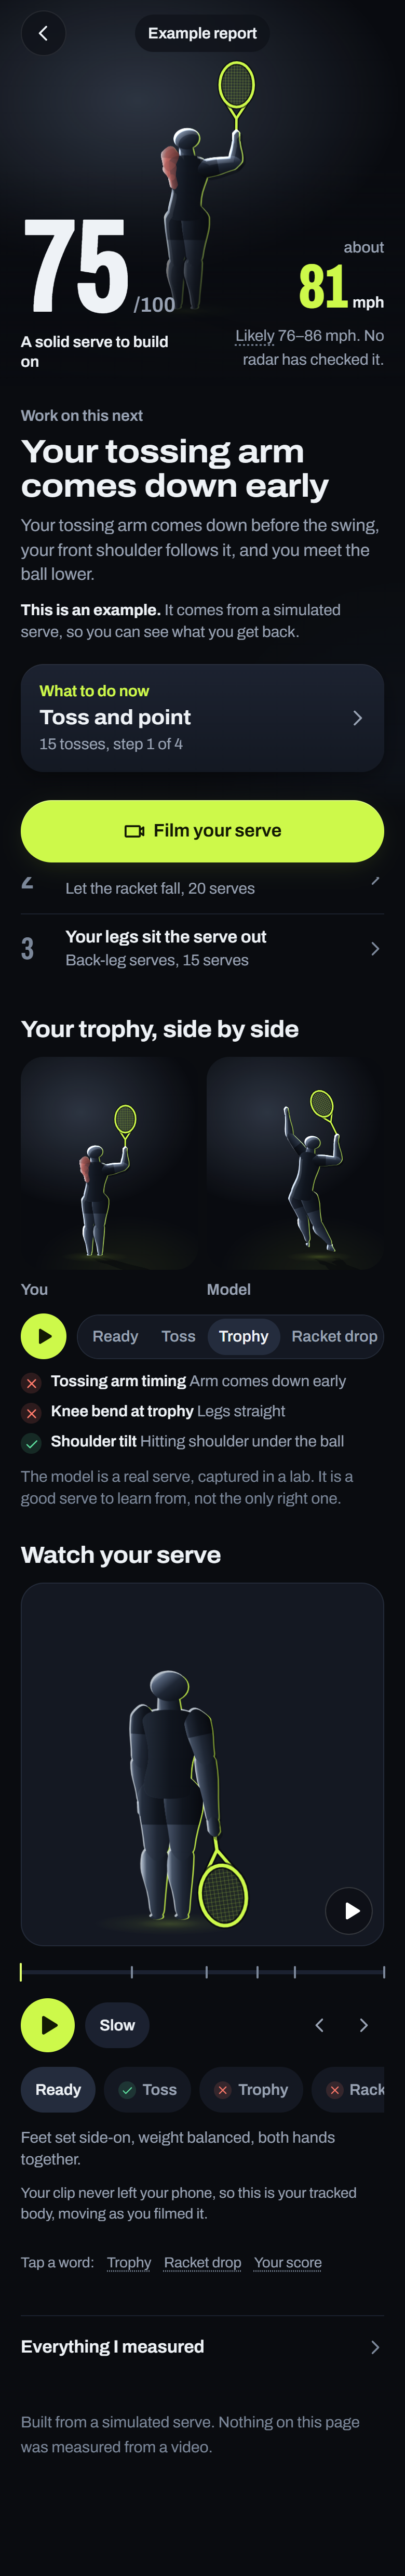 Example report
75 /100
A solid serve to build
on
about
81 mph
Likely 76–86 mph. No
radar has checked it.
Work on this next
Your tossing arm
comes down early
Your tossing arm comes down before the swing,
your front shoulder follows it, and you meet the
ball lower.
This is an example. It comes from a simulated
serve, so you can see what you get back.
What to do now
Toss and point
15 tosses, step 1 of 4
Film your serve
2
Let the racket fall, 20 serves
3
Your legs sit the serve out
Back-leg serves, 15 serves
Your trophy, side by side
You
Model
Ready Toss Trophy Racket drop
Tossing arm timing Arm comes down early
Knee bend at trophy Legs straight
Shoulder tilt Hitting shoulder under the ball
The model is a real serve, captured in a lab. It is a
good serve to learn from, not the only right one.
Watch your serve
Slow
Ready Toss Trophy Rack
Feet set side-on, weight balanced, both hands
together.
Your clip never left your phone, so this is your tracked
body, moving as you filmed it.
Tap a word: Trophy Racket drop Your score
Everything I measured
Built from a simulated serve. Nothing on this page
was measured from a video.